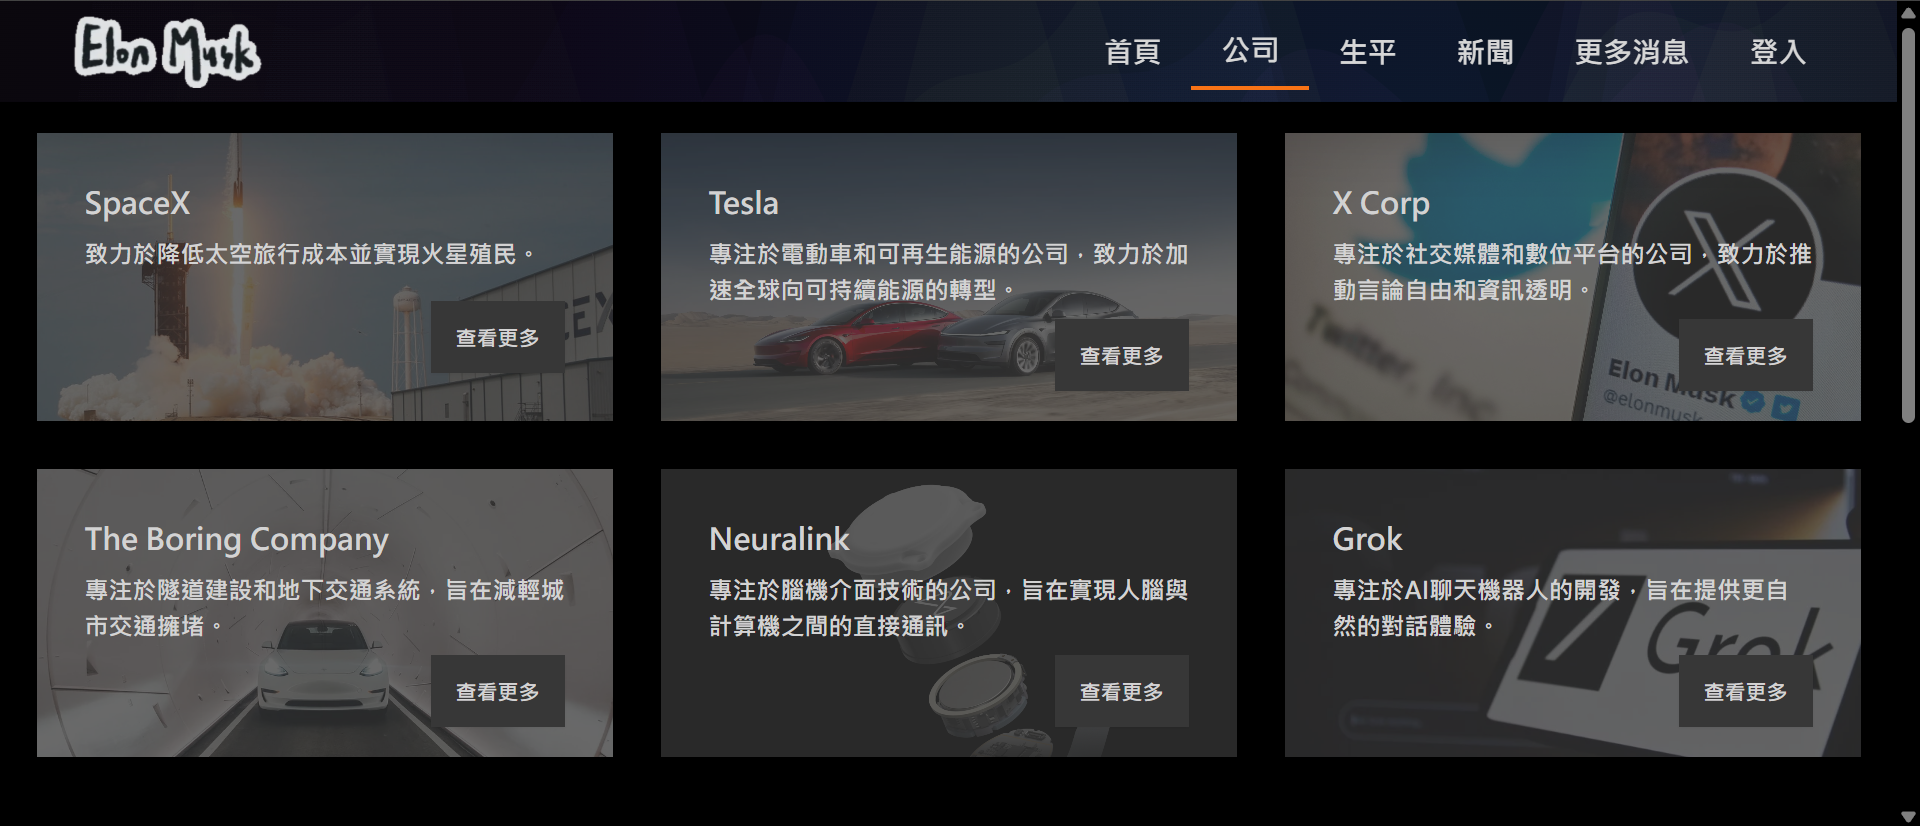 Elon Musk
首頁 公司 生平 新聞 更多消息 登入
SpaceX
致力於降低太空旅行成本並實現火星殖民。
查看更多
Tesla
專注於電動車和可再生能源的公司，致力於加
速全球向可持續能源的轉型。
查看更多
X Corp
專注於社交媒體和數位平台的公司，致力於推
動言論自由和資訊透明。
Twitter, Inc
查看更多
Elon Musk
@elonmusk
The Boring Company
專注於隧道建設和地下交通系統，旨在減輕城
市交通擁堵。
查看更多
Neuralink
專注於腦機介面技術的公司，旨在實現人腦與
計算機之間的直接通訊。
查看更多
Grok
專注於AI聊天機器人的開發，旨在提供更自
然的對話體驗。
Grok
查看更多